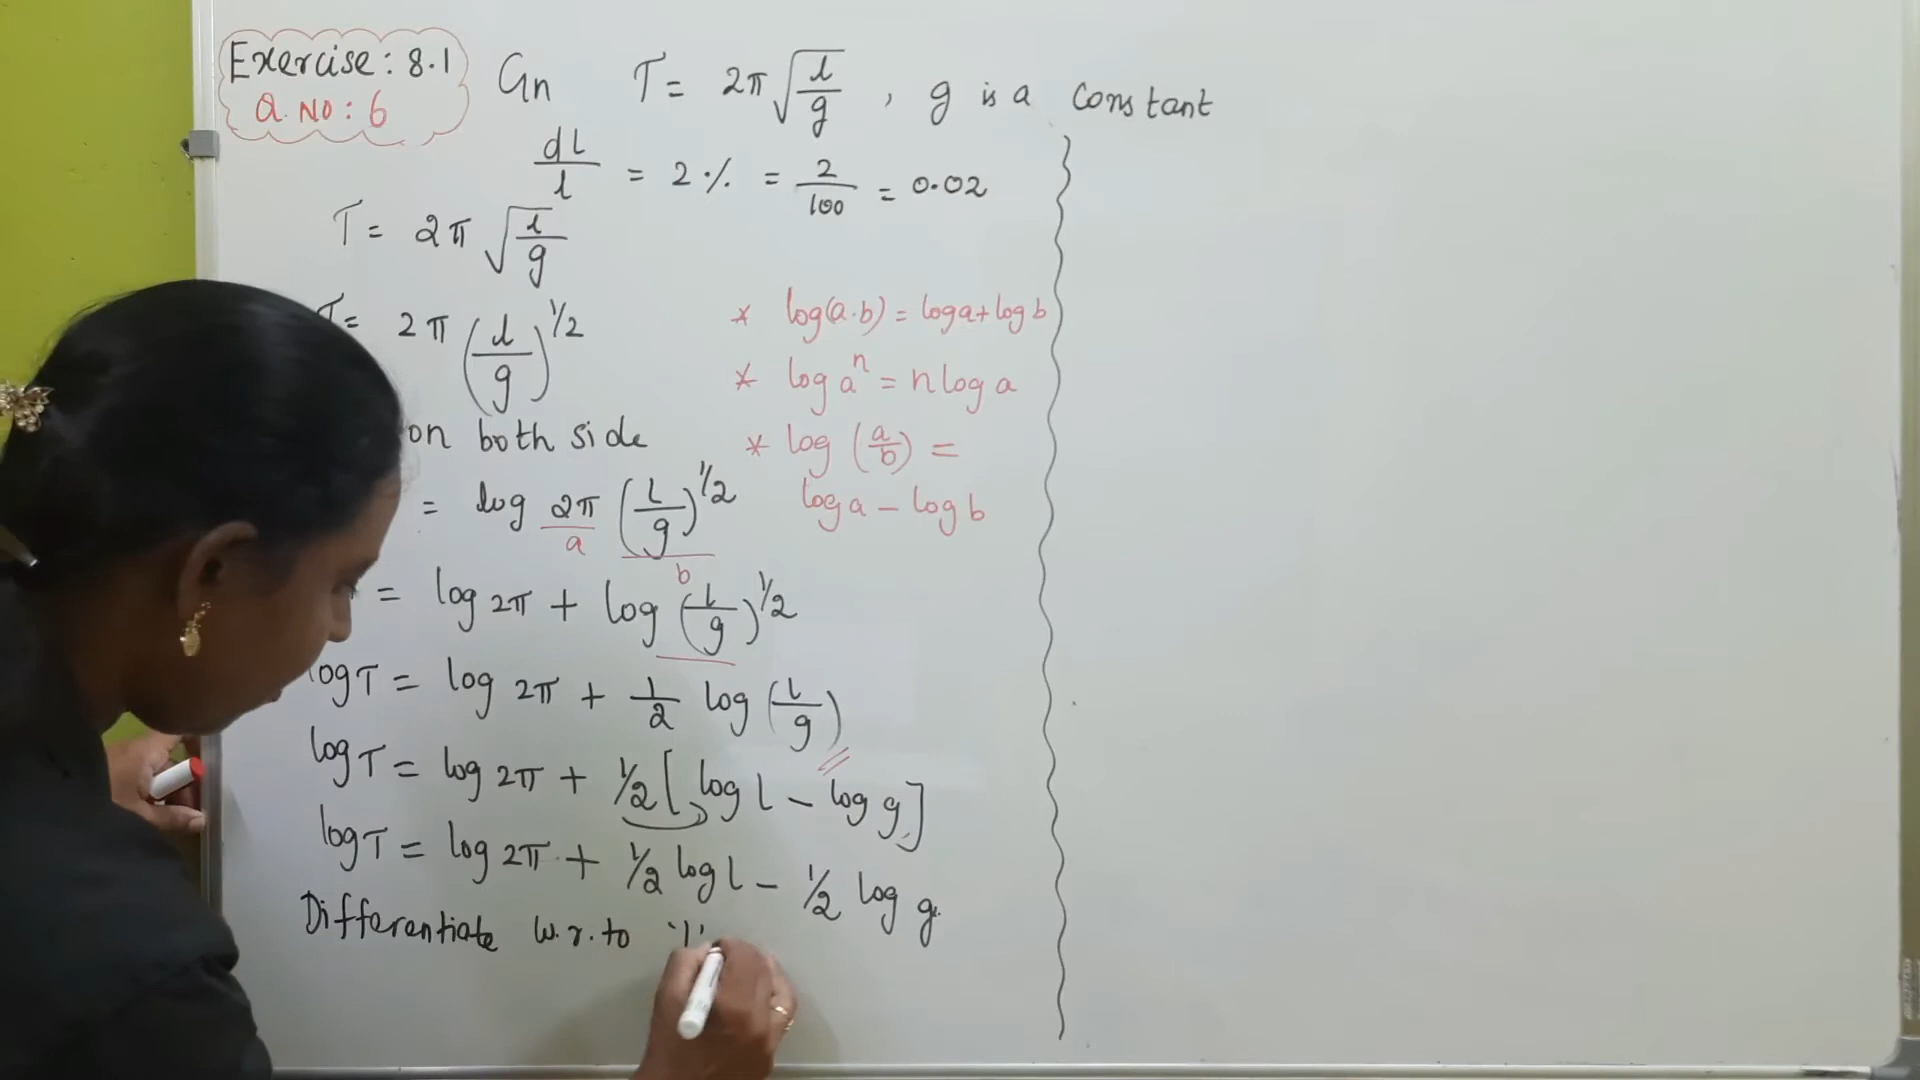 Exercise: 8.1
Q. NO: 6
Gn T = 2π√(l/g) , g is a constant
dl/l = 2 ·/. = 2/100 = 0.02
T = 2π √(l/g)
T = 2π (l/g)^1/2
on both side
= log 2π (l/g)^1/2
a
b
= log 2π + log (l/g)^1/2
log T = log 2π + 1/2 log (l/g)
log T = log 2π + 1/2 [log l - log g]
log T = log 2π + 1/2 log l - 1/2 log g.
Differentiate w.r.to 'l'
* log(a·b) = log a + log b
* log a^n = n log a
* log (a/b) =
log a - log b